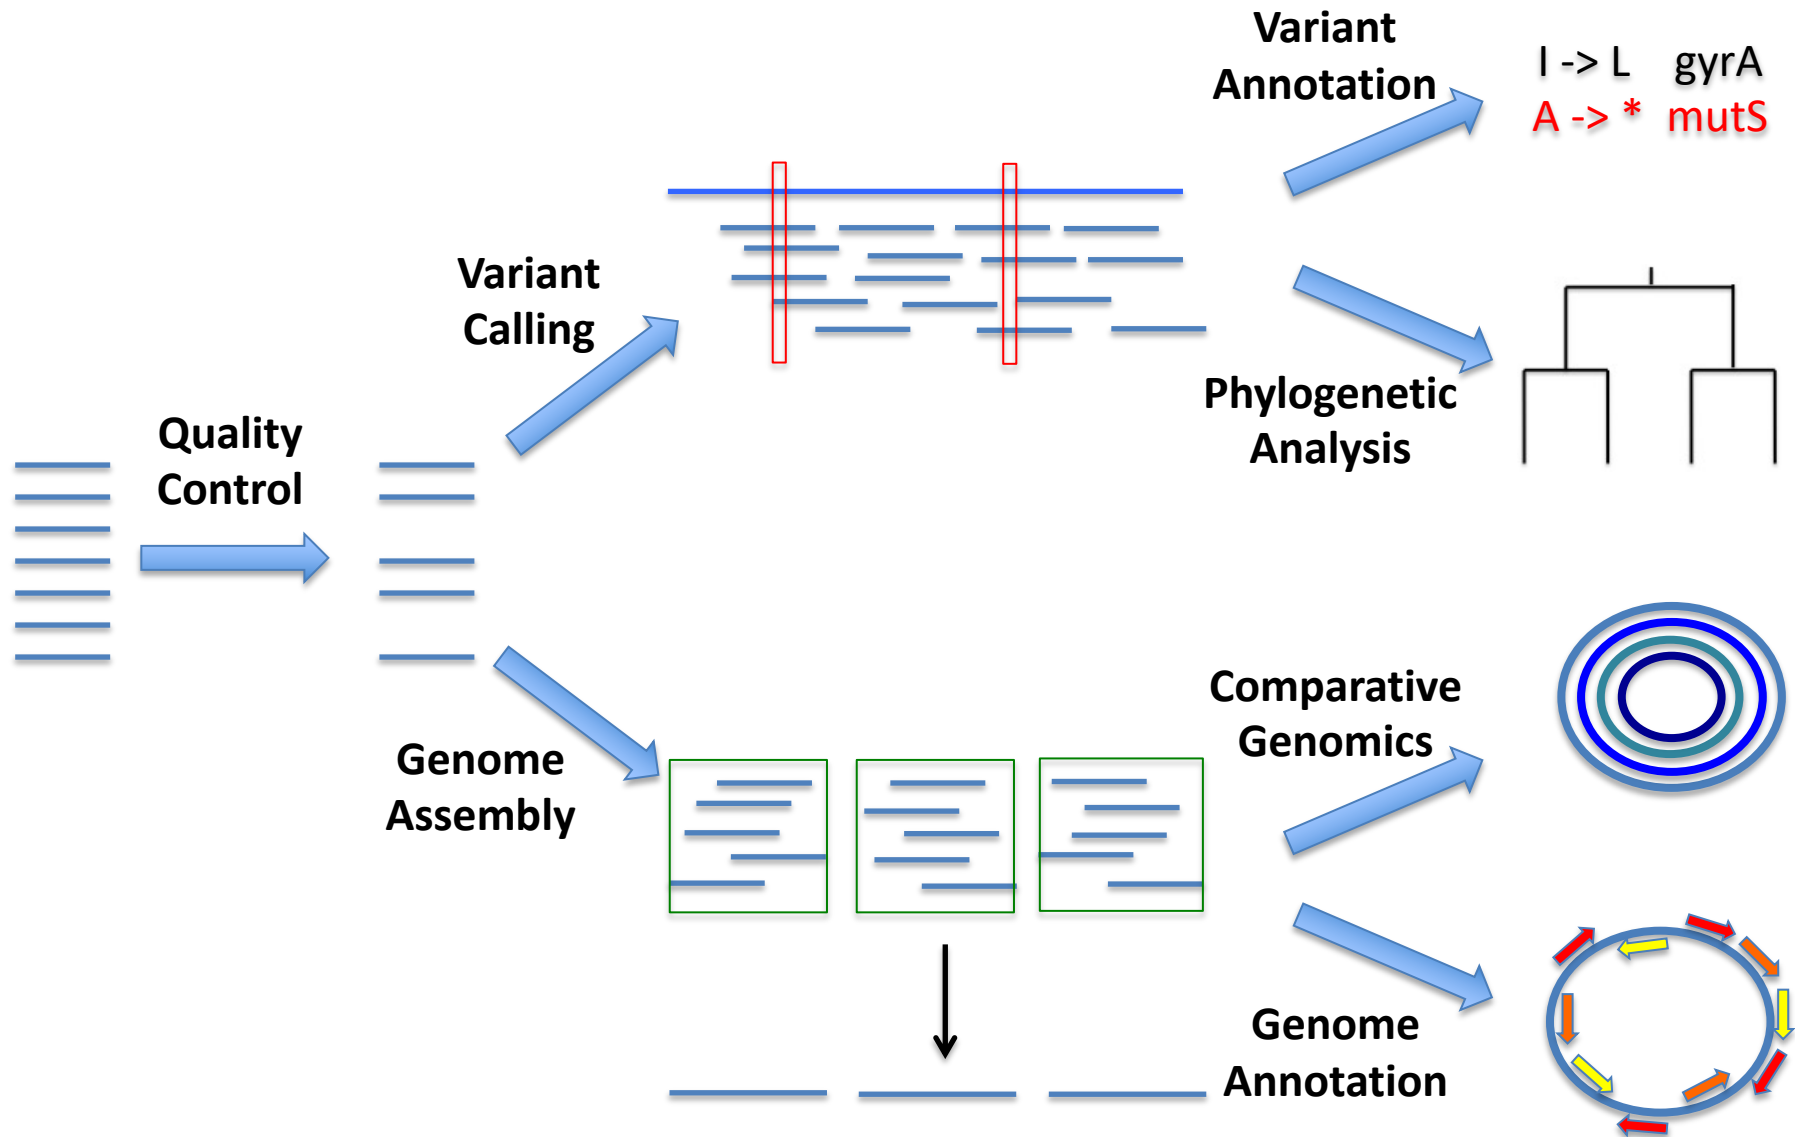 Variant
Annotation
I -> L gyrA
A -> * mutS
Variant
Calling
Phylogenetic
Analysis
Quality
Control
Comparative
Genomics
Genome
Assembly
Genome
Annotation